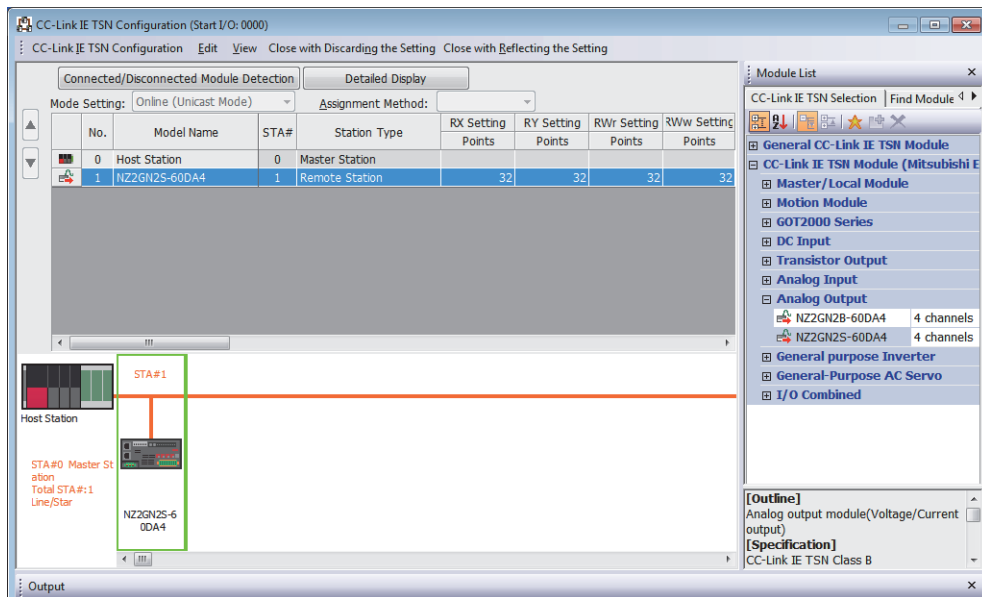 CC-Link IE TSN Configuration (Start I/O: 0000)
CC-Link IE TSN Configuration Edit View Close with Discarding the Setting Close with Reflecting the Setting
Connected/Disconnected Module Detection Detailed Display
Mode Setting: Online (Unicast Mode) Assignment Method:
No. Model Name STA# Station Type RX Setting RY Setting RWr Setting RWw Setting
Points Points Points Points
0 Host Station 0 Master Station
1 NZ2GN2S-60DA4 1 Remote Station 32 32 32 32
STA#1
Host Station
STA#0 Master St
ation
Total STA#:1
Line/Star
NZ2GN2S-6
0DA4
Output
Module List
CC-Link IE TSN Selection Find Module
General CC-Link IE TSN Module
CC-Link IE TSN Module (Mitsubishi E
Master/Local Module
Motion Module
GOT2000 Series
DC Input
Transistor Output
Analog Input
Analog Output
NZ2GN2B-60DA4 4 channels
NZ2GN2S-60DA4 4 channels
General purpose Inverter
General-Purpose AC Servo
I/O Combined
[Outline]
Analog output module(Voltage/Current
output)
[Specification]
CC-Link IE TSN Class B